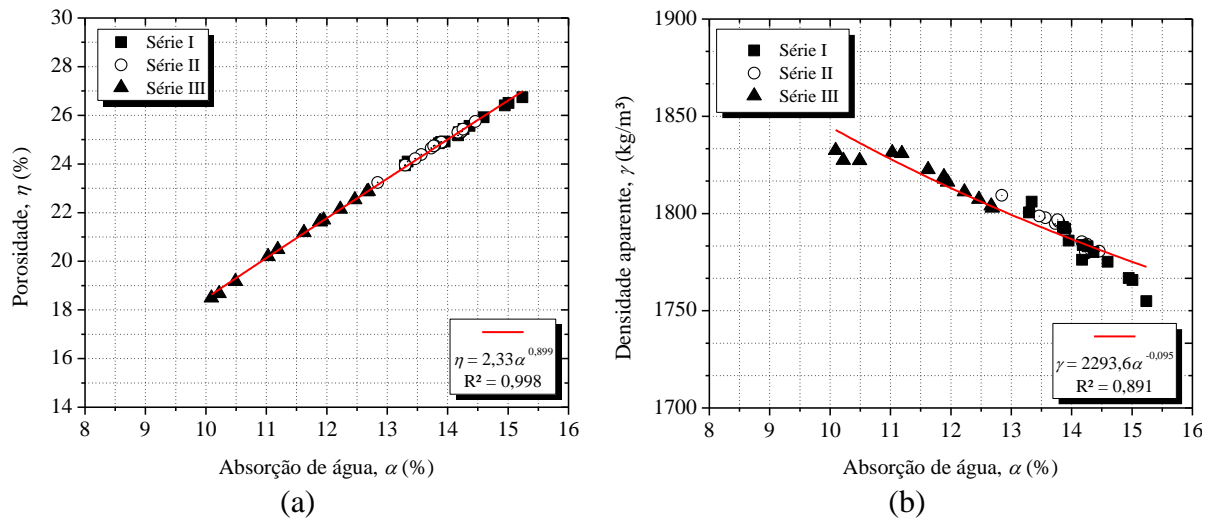 30
28
26
24
22
20
18
16
14
Porosidade, η (%)
Série I
Série II
Série III
η = 2,33α^0,899
R² = 0,998
8 9 10 11 12 13 14 15 16
Absorção de água, α (%)
(a)
1900
1850
1800
1750
1700
Densidade aparente, γ (kg/m³)
Série I
Série II
Série III
γ = 2293,6α^-0,095
R² = 0,891
8 9 10 11 12 13 14 15 16
Absorção de água, α (%)
(b)